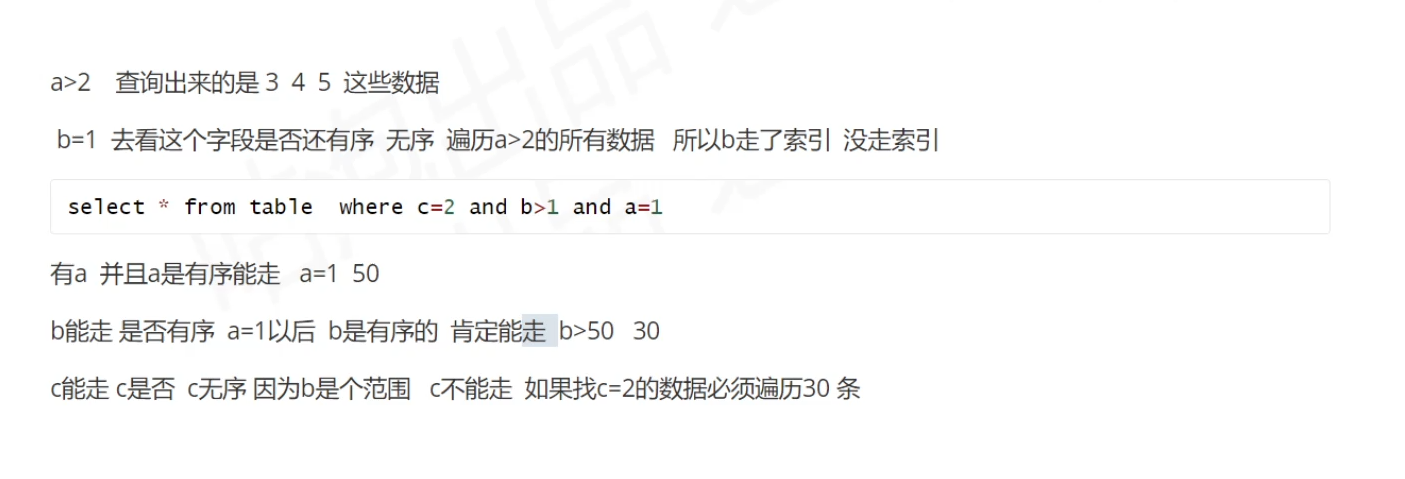 a>2 查询出来的是 3 4 5 这些数据
b=1 去看这个字段是否还有序 无序 遍历a>2的所有数据 所以b走了索引 没走索引
select * from table where c=2 and b>1 and a=1
有a 并且a是有序能走 a=1 50
b能走 是否有序 a=1以后 b是有序的 肯定能走 b>50 30
c能走 c是否 c无序 因为b是个范围 c不能走 如果找c=2的数据必须遍历30 条